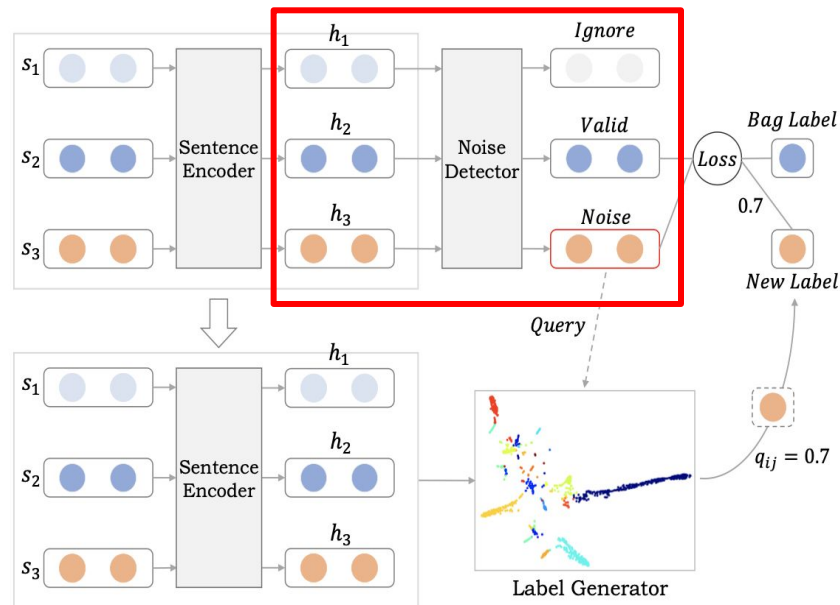 h₁
Ignore
s₁
h₂
Valid
Bag Label
s₂
Sentence
Encoder
Noise
Detector
Loss
h₃
Noise
0.7
s₃
New Label
Query
h₁
s₁
h₂
s₂
Sentence
Encoder
qᵢⱼ = 0.7
h₃
s₃
Label Generator